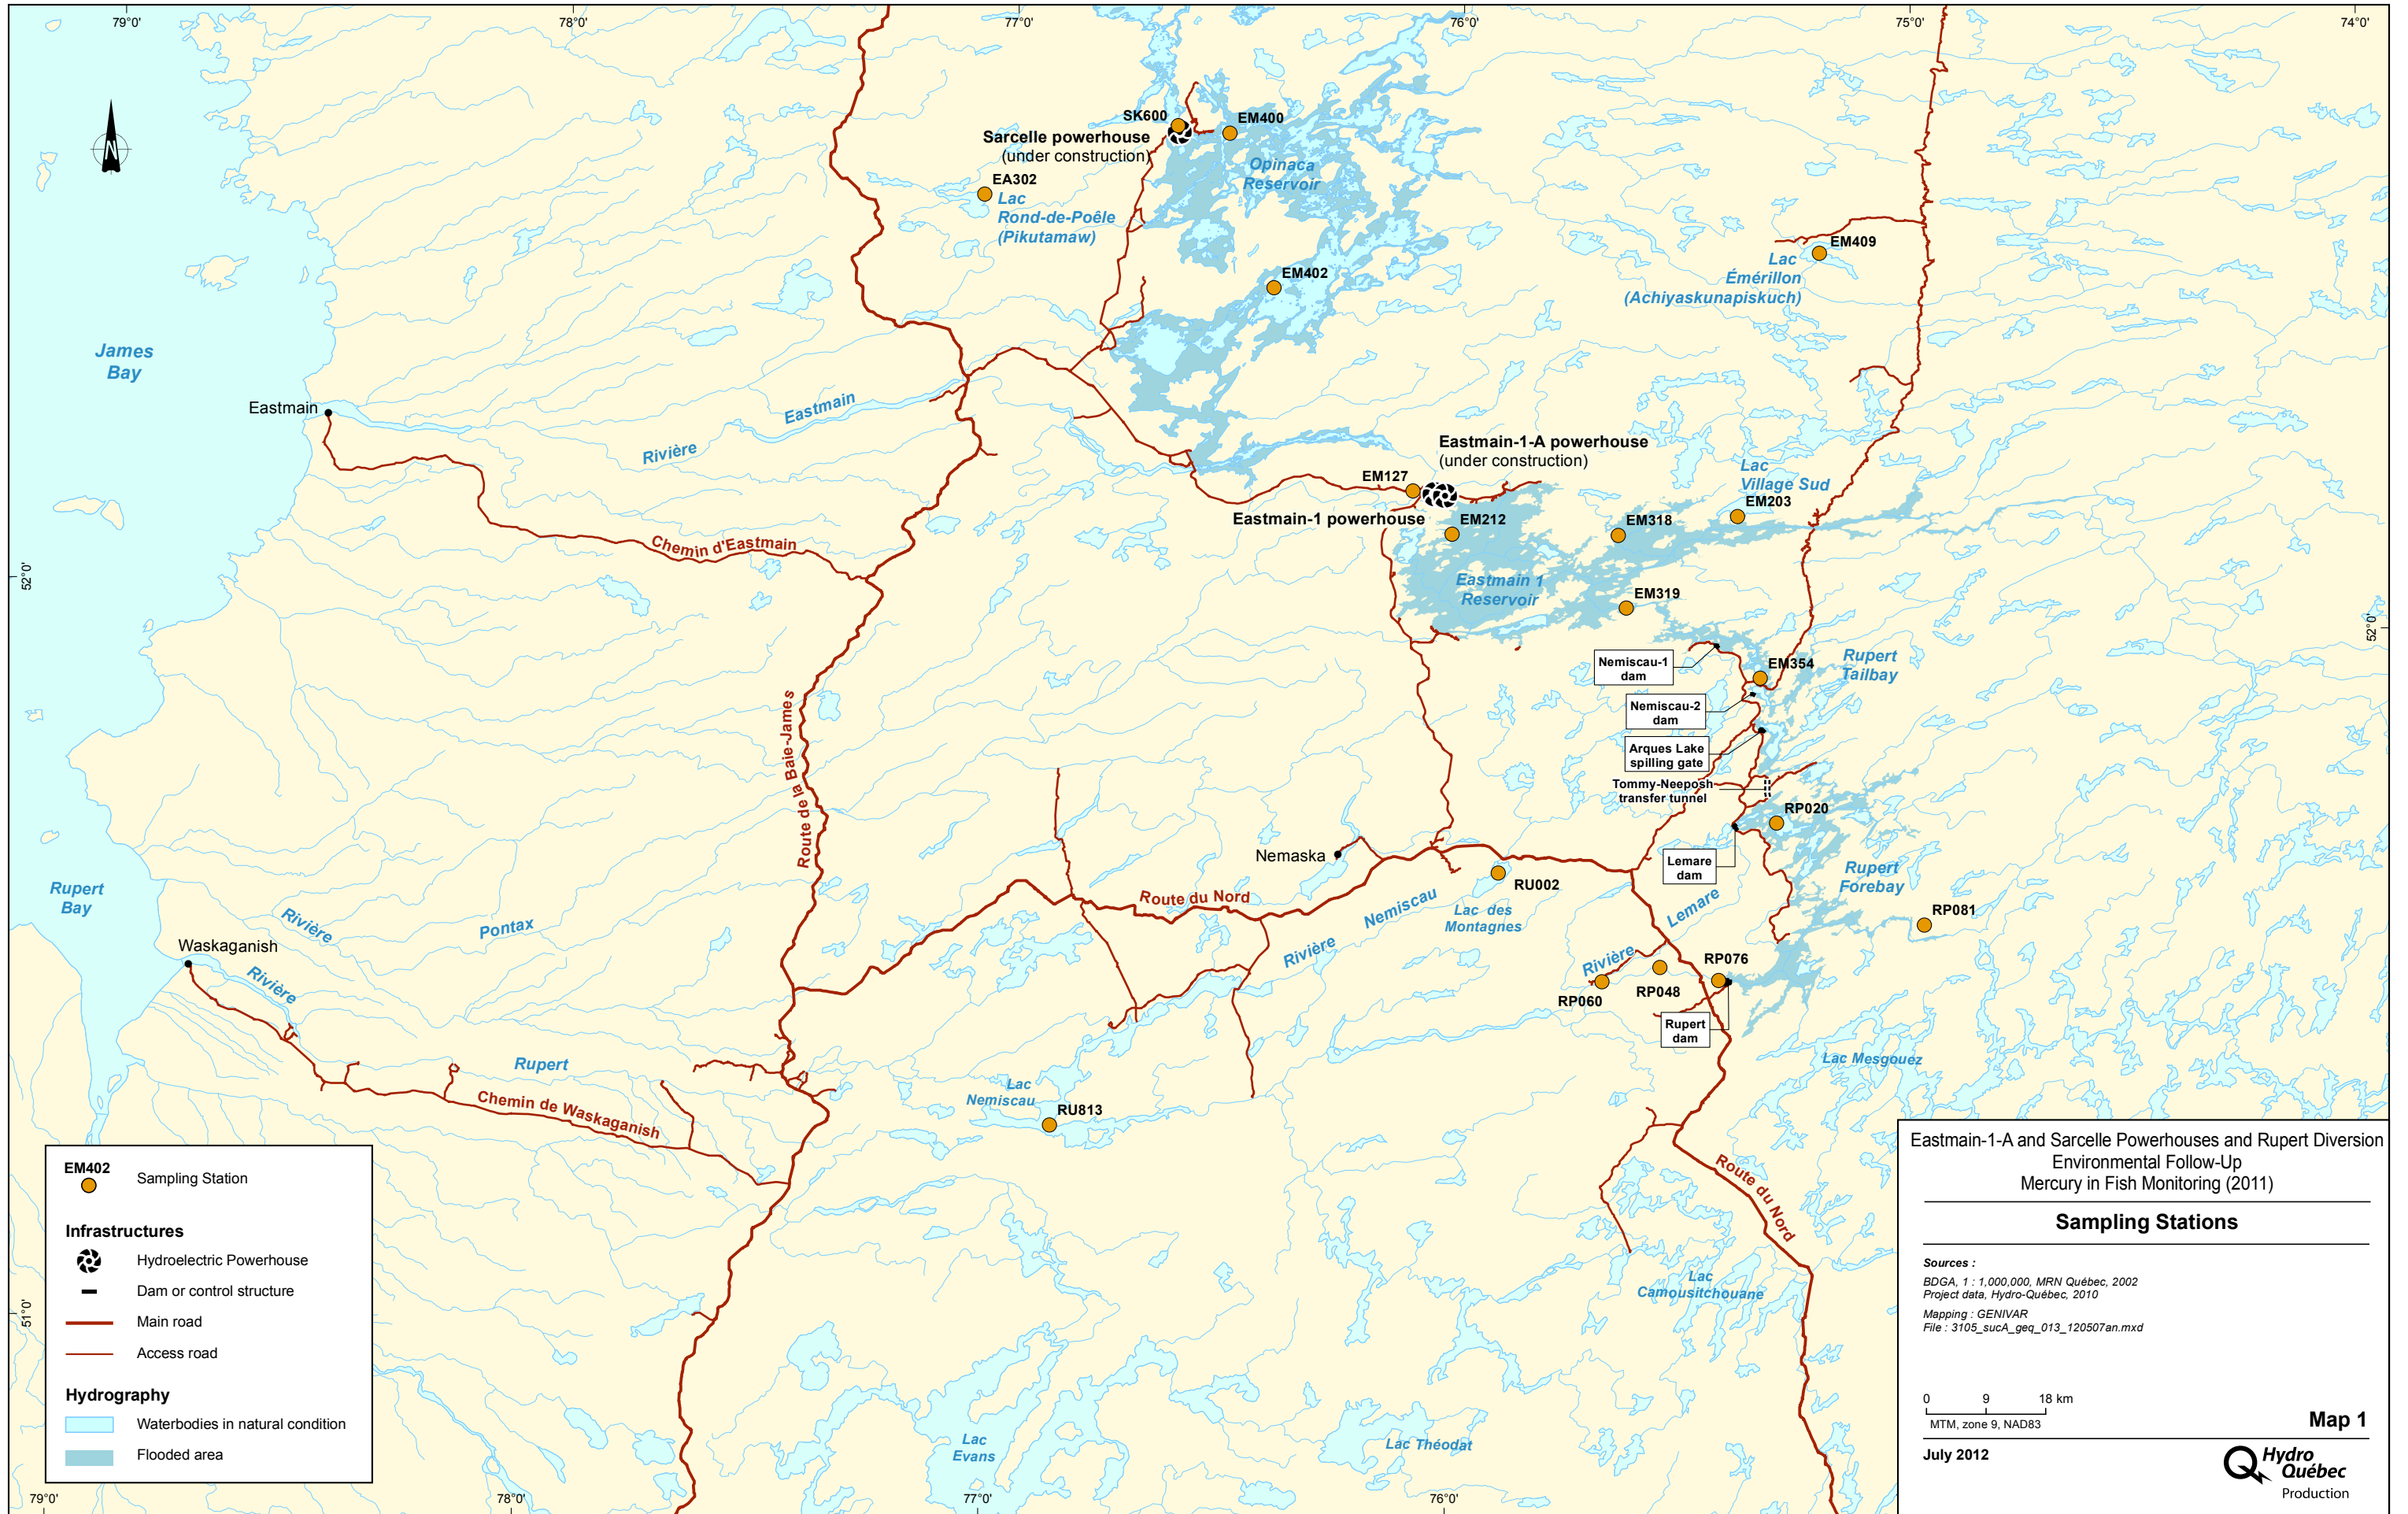 79°0'
78°0'
77°0'
76°0'
75°0'
74°0'
N
SK600
EM400
Sarcelle powerhouse
(under construction)
Opinaca
Reservoir
EA302
Lac
Rond-de-Poêle
(Pikutamaw)
EM409
Lac
Émérillon
(Achiyaskunapiskuch)
EM402
James
Bay
Eastmain
Rivière
Eastmain
Eastmain-1-A powerhouse
(under construction)
EM127
Lac
Village Sud
EM203
Eastmain-1 powerhouse
EM212
EM318
Chemin d'Eastmain
52°0'
Eastmain 1
Reservoir
EM319
52°0'
Nemiscau-1
dam
EM354
Rupert
Tailbay
Nemiscau-2
dam
Arques Lake
spilling gate
Route de la Baie-James
Tommy-Neeposh
transfer tunnel
RP020
Nemaska
Lemare
dam
Rupert
Forebay
RU002
Rupert
Bay
Route du Nord
Rivière
Nemiscau
Lac des
Montagnes
Lemare
Rivière
RP081
Rivière
Pontax
Waskaganish
Rivière
RP060
RP048
RP076
Rupert
dam
Rupert
Lac Mesgouez
Lac
Nemiscau
Chemin de Waskaganish
RU813
Route du Nord
Lac
Camousitchouane
51°0'
Lac
Evans
Lac Théodat
EM402
Sampling Station
Infrastructures
Hydroelectric Powerhouse
Dam or control structure
Main road
Access road
Hydrography
Waterbodies in natural condition
Flooded area
Eastmain-1-A and Sarcelle Powerhouses and Rupert Diversion
Environmental Follow-Up
Mercury in Fish Monitoring (2011)
Sampling Stations
Sources :
BDGA, 1 : 1,000,000, MRN Québec, 2002
Project data, Hydro-Québec, 2010
Mapping : GENIVAR
File : 3105_sucA_geq_013_120507an.mxd
0 9 18 km
MTM, zone 9, NAD83
Map 1
July 2012
Hydro
Québec
Production
79°0'
78°0'
77°0'
76°0'